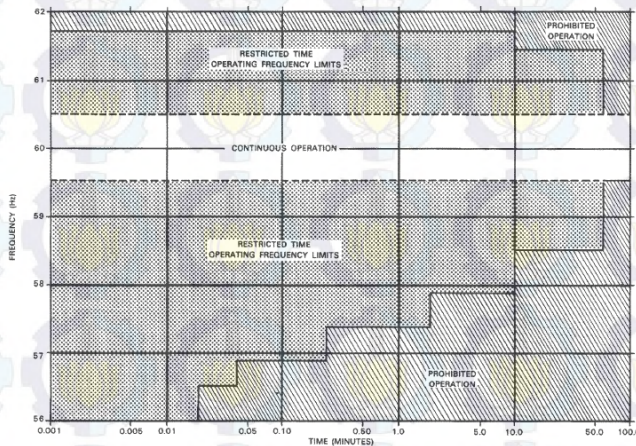 62
PROHIBITED
OPERATION
RESTRICTED TIME
OPERATING FREQUENCY LIMITS
61
60
CONTINUOUS OPERATION
59
RESTRICTED TIME
OPERATING FREQUENCY LIMITS
58
57
PROHIBITED
OPERATION
56
FREQUENCY (Hz)
0.001
0.005
0.01
0.05
0.10
0.50
1.0
5.0
10.0
50.0
100.
TIME (MINUTES)